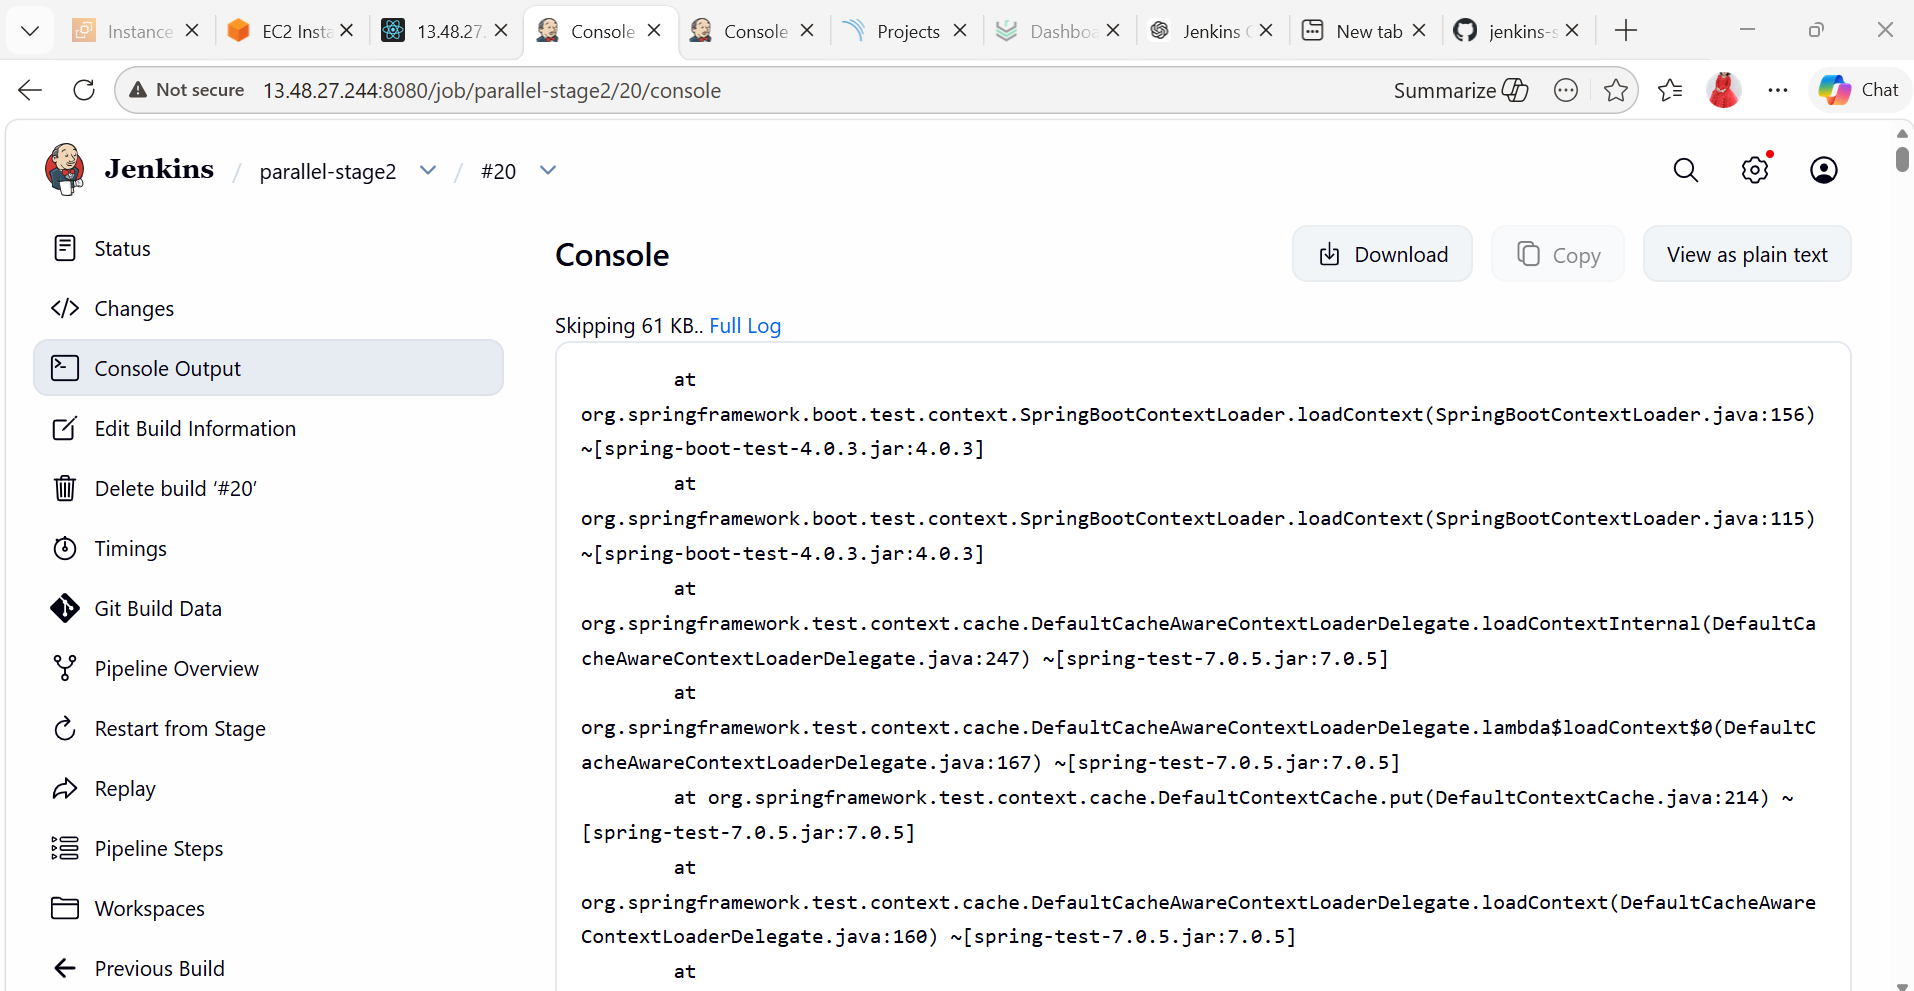 Instance
EC2 Insta
13.48.27.
Console
Console
Projects
Dashboa
Jenkins
New tab
jenkins-s
Not secure
13.48.27.244:8080/job/parallel-stage2/20/console
Summarize
Chat
Jenkins / parallel-stage2 / #20
Status
Changes
Console Output
Edit Build Information
Delete build ‘#20’
Timings
Git Build Data
Pipeline Overview
Restart from Stage
Replay
Pipeline Steps
Workspaces
Previous Build
Console
Download
Copy
View as plain text
Skipping 61 KB.. Full Log
at
org.springframework.boot.test.context.SpringBootContextLoader.loadContext(SpringBootContextLoader.java:156)
~[spring-boot-test-4.0.3.jar:4.0.3]
at
org.springframework.boot.test.context.SpringBootContextLoader.loadContext(SpringBootContextLoader.java:115)
~[spring-boot-test-4.0.3.jar:4.0.3]
at
org.springframework.test.context.cache.DefaultCacheAwareContextLoaderDelegate.loadContextInternal(DefaultCa
cheAwareContextLoaderDelegate.java:247) ~[spring-test-7.0.5.jar:7.0.5]
at
org.springframework.test.context.cache.DefaultCacheAwareContextLoaderDelegate.lambda$loadContext$0(DefaultC
acheAwareContextLoaderDelegate.java:167) ~[spring-test-7.0.5.jar:7.0.5]
at org.springframework.test.context.cache.DefaultContextCache.put(DefaultContextCache.java:214) ~
[spring-test-7.0.5.jar:7.0.5]
at
org.springframework.test.context.cache.DefaultCacheAwareContextLoaderDelegate.loadContext(DefaultCacheAware
ContextLoaderDelegate.java:160) ~[spring-test-7.0.5.jar:7.0.5]
at